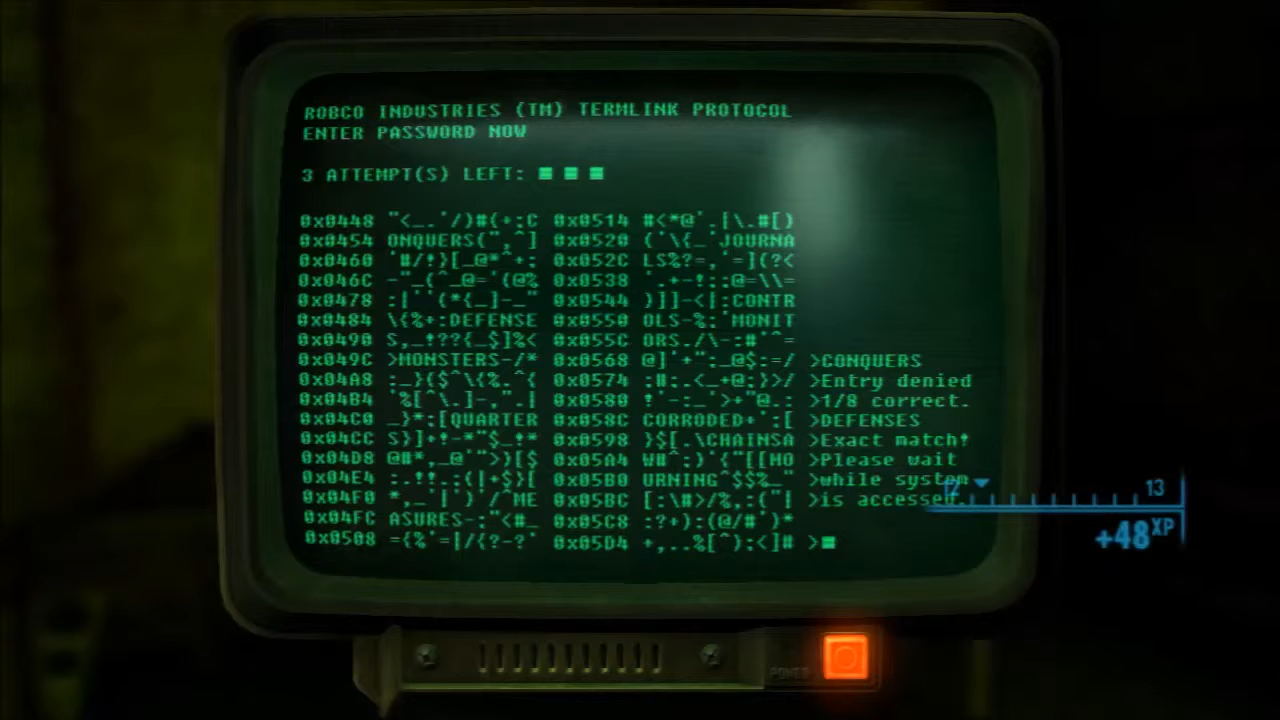 ROBCO INDUSTRIES (TM) TERMLINK PROTOCOL
ENTER PASSWORD NOW
3 ATTEMPT(S) LEFT: ■ ■ ■
0x0448 "<_.'/)#(+:C 0x0514 #<*@'.|\.#[)
0x0454 ONQUERS(",^] 0x0520 ('\{_'JOURNA
0x0460 '#/!}[_@*^+: 0x052C LS%?=,'=](?<
0x046C -"_(^_@='(@% 0x0538 '.+-!::@=\\=
0x0478 :|''(*{_]-_" 0x0544 )]]-<|:CONTR
0x0484 \{%+:DEFENSE 0x0550 OLS-%:'MONIT
0x0490 S,_!??{_$]%< 0x055C ORS./\-:#'^=
0x049C >MONSTERS-/* 0x0568 @]'+":_@$:=/ >CONQUERS
0x04A8 :_}($^\{%.^{ 0x0574 :#:.<_+@;}>/ >Entry denied
0x04B4 '%[^\.]-,".| 0x0580 !'-:_'>+"@.: >1/8 correct.
0x04C0 _}*:[QUARTER 0x058C CORRODED+':[ >DEFENSES
0x04CC S}]+!-*"$_!* 0x0598 }$[.\CHAINSA >Exact match!
0x04D8 @#*,_@'">)[$ 0x05A4 W#^:)'{"[[HO >Please wait
0x04E4 :.!!.:(|+$}[ 0x05B0 URNING^$$%_" >while system
0x04F0 *,_'|')'/^ME 0x05BC [:\#>/%,:("| >is accessed.
0x04FC ASURES-:"<#_ 0x05C8 :?+):(@/#')*
0x0508 ={%'=|/{?-?' 0x05D4 +,..%[^):<]# >■
12 13
+48 XP
POWER